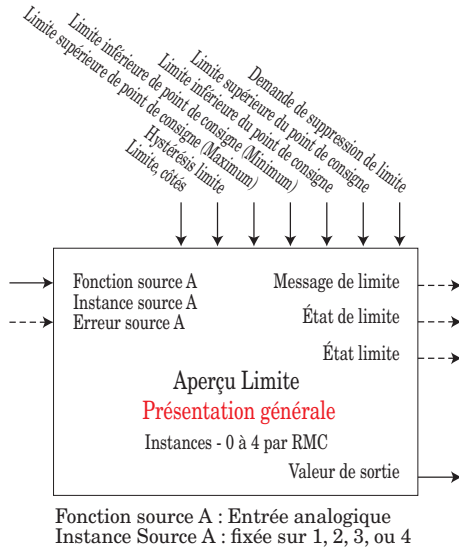 Limite, côtés
Hystérésis limite
Limite supérieure de point de consigne (Maximum)
Limite inférieure de point de consigne (Minimum)
Limite inférieure du point de consigne
Limite supérieure du point de consigne
Demande de suppression de limite
Fonction source A
Instance source A
Erreur source A
Message de limite
État de limite
État limite
Aperçu Limite
Présentation générale
Instances - 0 à 4 par RMC
Valeur de sortie
Fonction source A : Entrée analogique
Instance Source A : fixée sur 1, 2, 3, ou 4